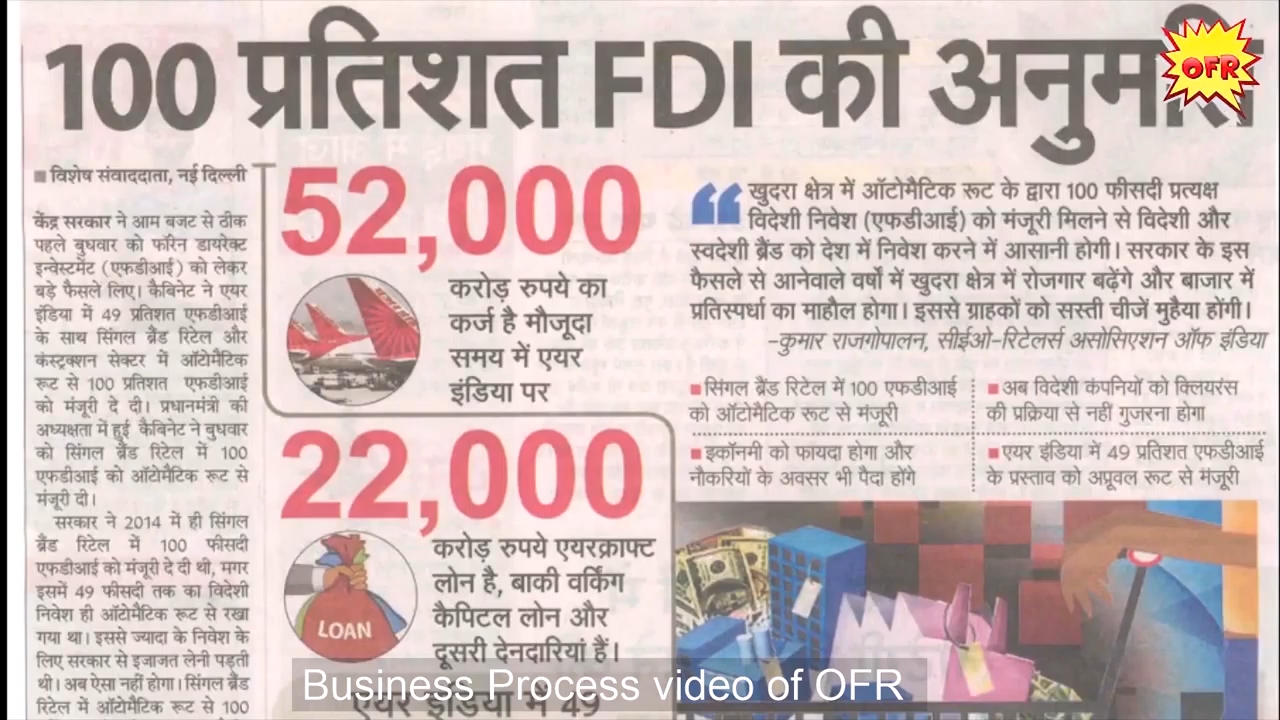 100 प्रतिशत FDI की अनुमति
OFR
विशेष संवाददाता, नई दिल्ली
केंद्र सरकार ने आम बजट से ठीक
पहले बुधवार को फॉरेन डायरेक्ट
इन्वेस्टमेंट (एफडीआई) को लेकर
बड़े फैसले लिए। कैबिनेट ने एयर
इंडिया में 49 प्रतिशत एफडीआई
के साथ सिंगल ब्रैंड रिटेल और
कंस्ट्रक्शन सेक्टर में ऑटोमैटिक
रूट से 100 प्रतिशत एफडीआई
को मंजूरी दे दी। प्रधानमंत्री की
अध्यक्षता में हुई कैबिनेट ने बुधवार
को सिंगल ब्रैंड रिटेल में 100
एफडीआई को ऑटोमैटिक रूट से
मंजूरी दी।
सरकार ने 2014 में ही सिंगल
ब्रैंड रिटेल में 100 फीसदी
एफडीआई को मंजूरी दे दी थी, मगर
इसमें 49 फीसदी तक का विदेशी
निवेश ही ऑटोमैटिक रूट से रखा
गया था। इससे ज्यादा के निवेश के
लिए सरकार से इजाजत लेनी पड़ती
थी। अब ऐसा नहीं होगा। सिंगल ब्रैंड
रिटेल में ऑटोमैटिक रूट से 100
52,000
करोड़ रुपये का
कर्ज है मौजूदा
समय में एयर
इंडिया पर
22,000
करोड़ रुपये एयरक्राफ्ट
लोन है, बाकी वर्किंग
कैपिटल लोन और
दूसरी देनदारियां हैं।
LOAN
एयर इंडिया में 49
खुदरा क्षेत्र में ऑटोमैटिक रूट के द्वारा 100 फीसदी प्रत्यक्ष
विदेशी निवेश (एफडीआई) को मंजूरी मिलने से विदेशी और
स्वदेशी ब्रैंड को देश में निवेश करने में आसानी होगी। सरकार के इस
फैसले से आनेवाले वर्षों में खुदरा क्षेत्र में रोजगार बढ़ेंगे और बाजार में
प्रतिस्पर्धा का माहौल होगा। इससे ग्राहकों को सस्ती चीजें मुहैया होंगी।
-कुमार राजगोपालन, सीईओ-रिटेलर्स असोसिएशन ऑफ इंडिया
सिंगल ब्रैंड रिटेल में 100 एफडीआई
को ऑटोमैटिक रूट से मंजूरी
अब विदेशी कंपनियों को क्लियरंस
की प्रक्रिया से नहीं गुजरना होगा
इकॉनमी को फायदा होगा और
नौकरियों के अवसर भी पैदा होंगे
एयर इंडिया में 49 प्रतिशत एफडीआई
के प्रस्ताव को अप्रूवल रूट से मंजूरी
Business Process video of OFR